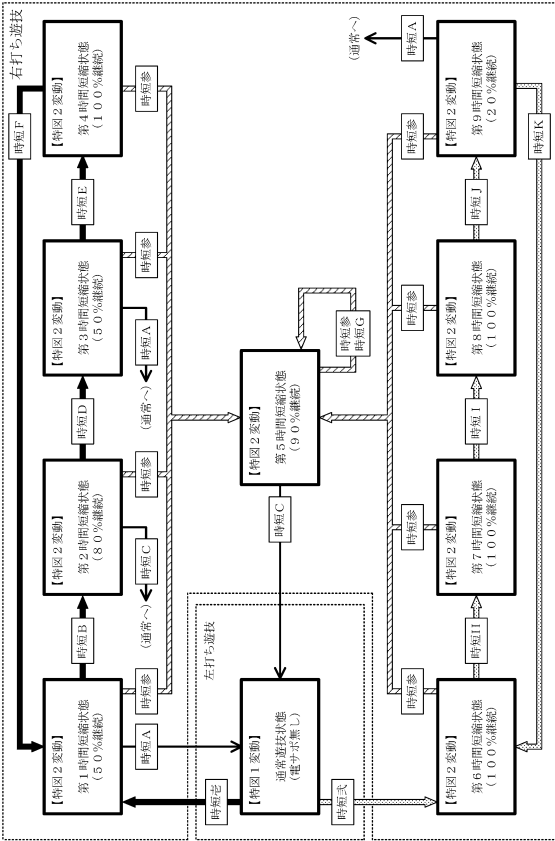 右打ち遊技
時短F
【特図2変動】
第1時間短縮状態
(50%継続)
時短B
【特図2変動】
第2時間短縮状態
(80%継続)
時短D
【特図2変動】
第3時間短縮状態
(50%継続)
時短E
【特図2変動】
第4時間短縮状態
(100%継続)
時短参
時短参
時短参
時短参
時短A
時短C
(通常へ)
時短A
(通常へ)
時短壱
左打ち遊技
【特図1変動】
通常遊技状態
(電サポ無し)
時短C
【特図2変動】
第5時間短縮状態
(90%継続)
時短参
時短G
時短弐
時短参
時短参
時短参
時短参
(通常へ)
時短A
【特図2変動】
第6時間短縮状態
(100%継続)
時短H
【特図2変動】
第7時間短縮状態
(100%継続)
時短I
【特図2変動】
第8時間短縮状態
(100%継続)
時短J
【特図2変動】
第9時間短縮状態
(20%継続)
時短K